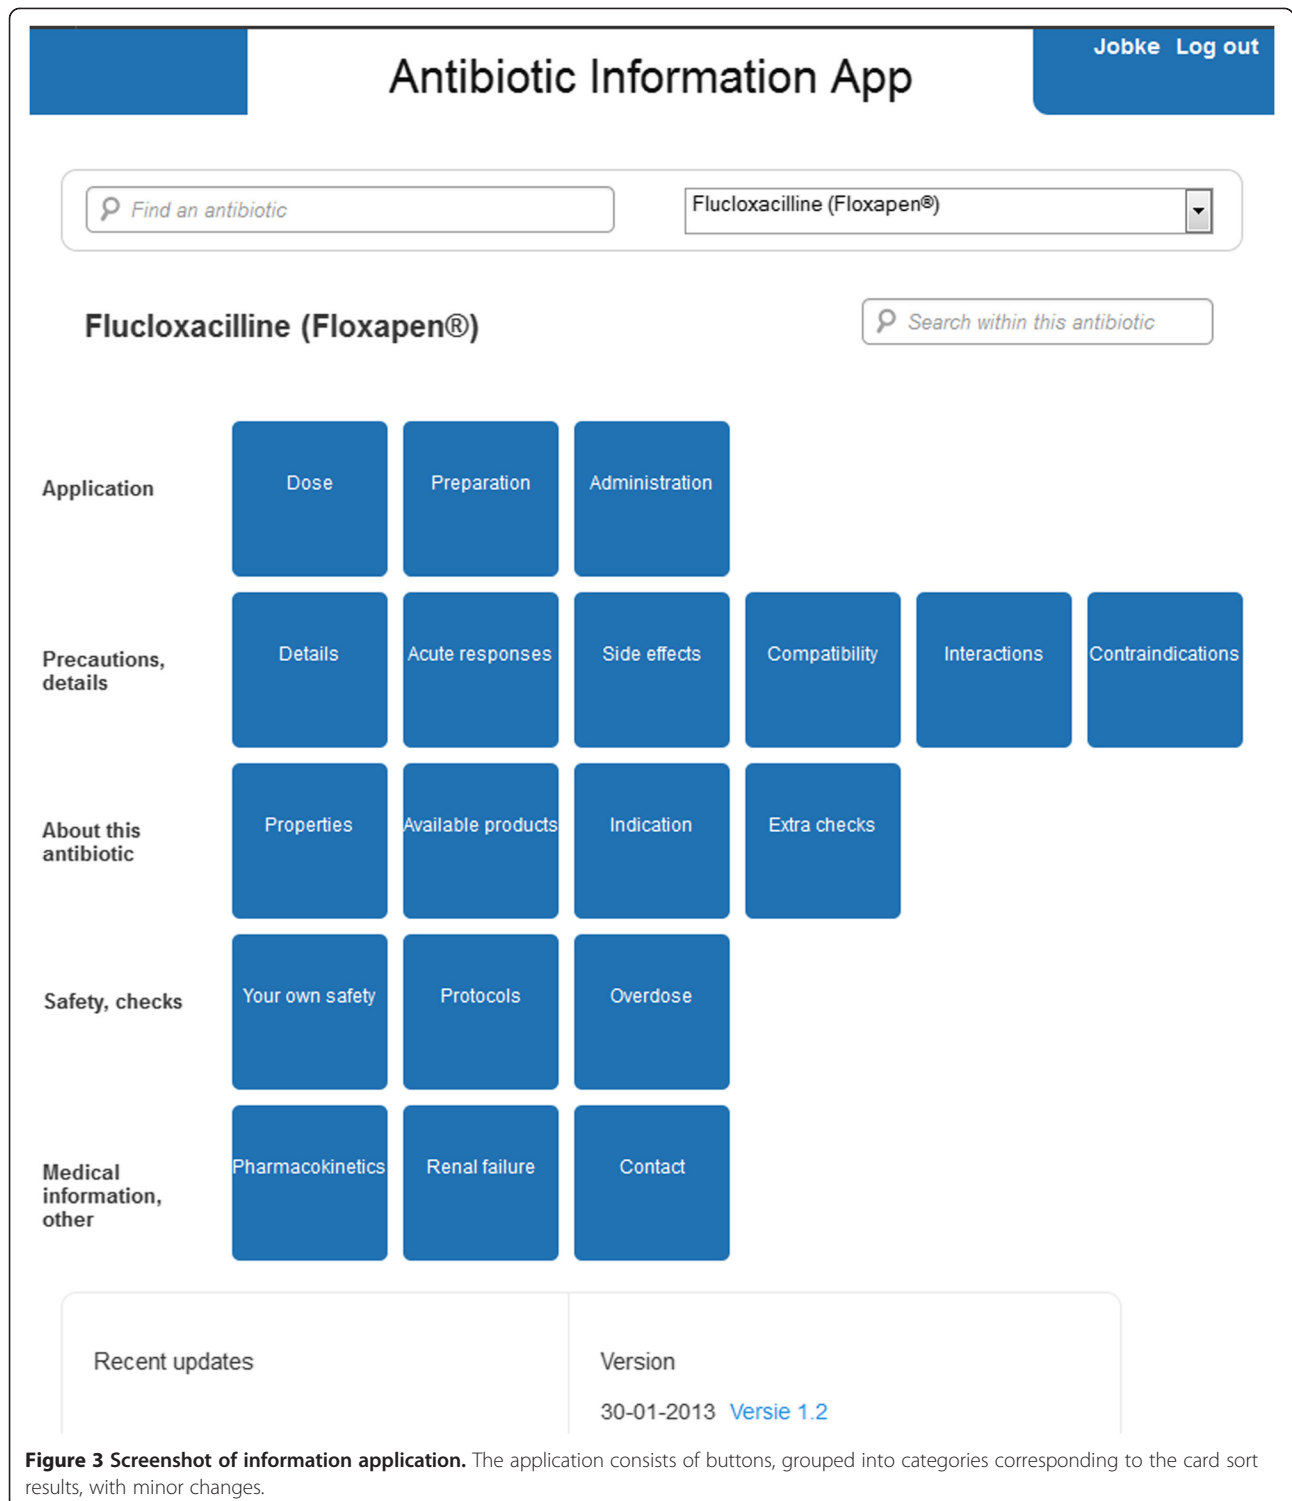 Jobke Log out
Antibiotic Information App
Find an antibiotic
Flucloxacilline (Floxapen®)
Flucloxacilline (Floxapen®)
Search within this antibiotic
Application
Dose
Preparation
Administration
Precautions,
details
Details
Acute responses
Side effects
Compatibility
Interactions
Contraindications
About this
antibiotic
Properties
Available products
Indication
Extra checks
Safety, checks
Your own safety
Protocols
Overdose
Medical
information,
other
Pharmacokinetics
Renal failure
Contact
Recent updates
Version
30-01-2013 Versie 1.2
Figure 3 Screenshot of information application. The application consists of buttons, grouped into categories corresponding to the card sort
results, with minor changes.